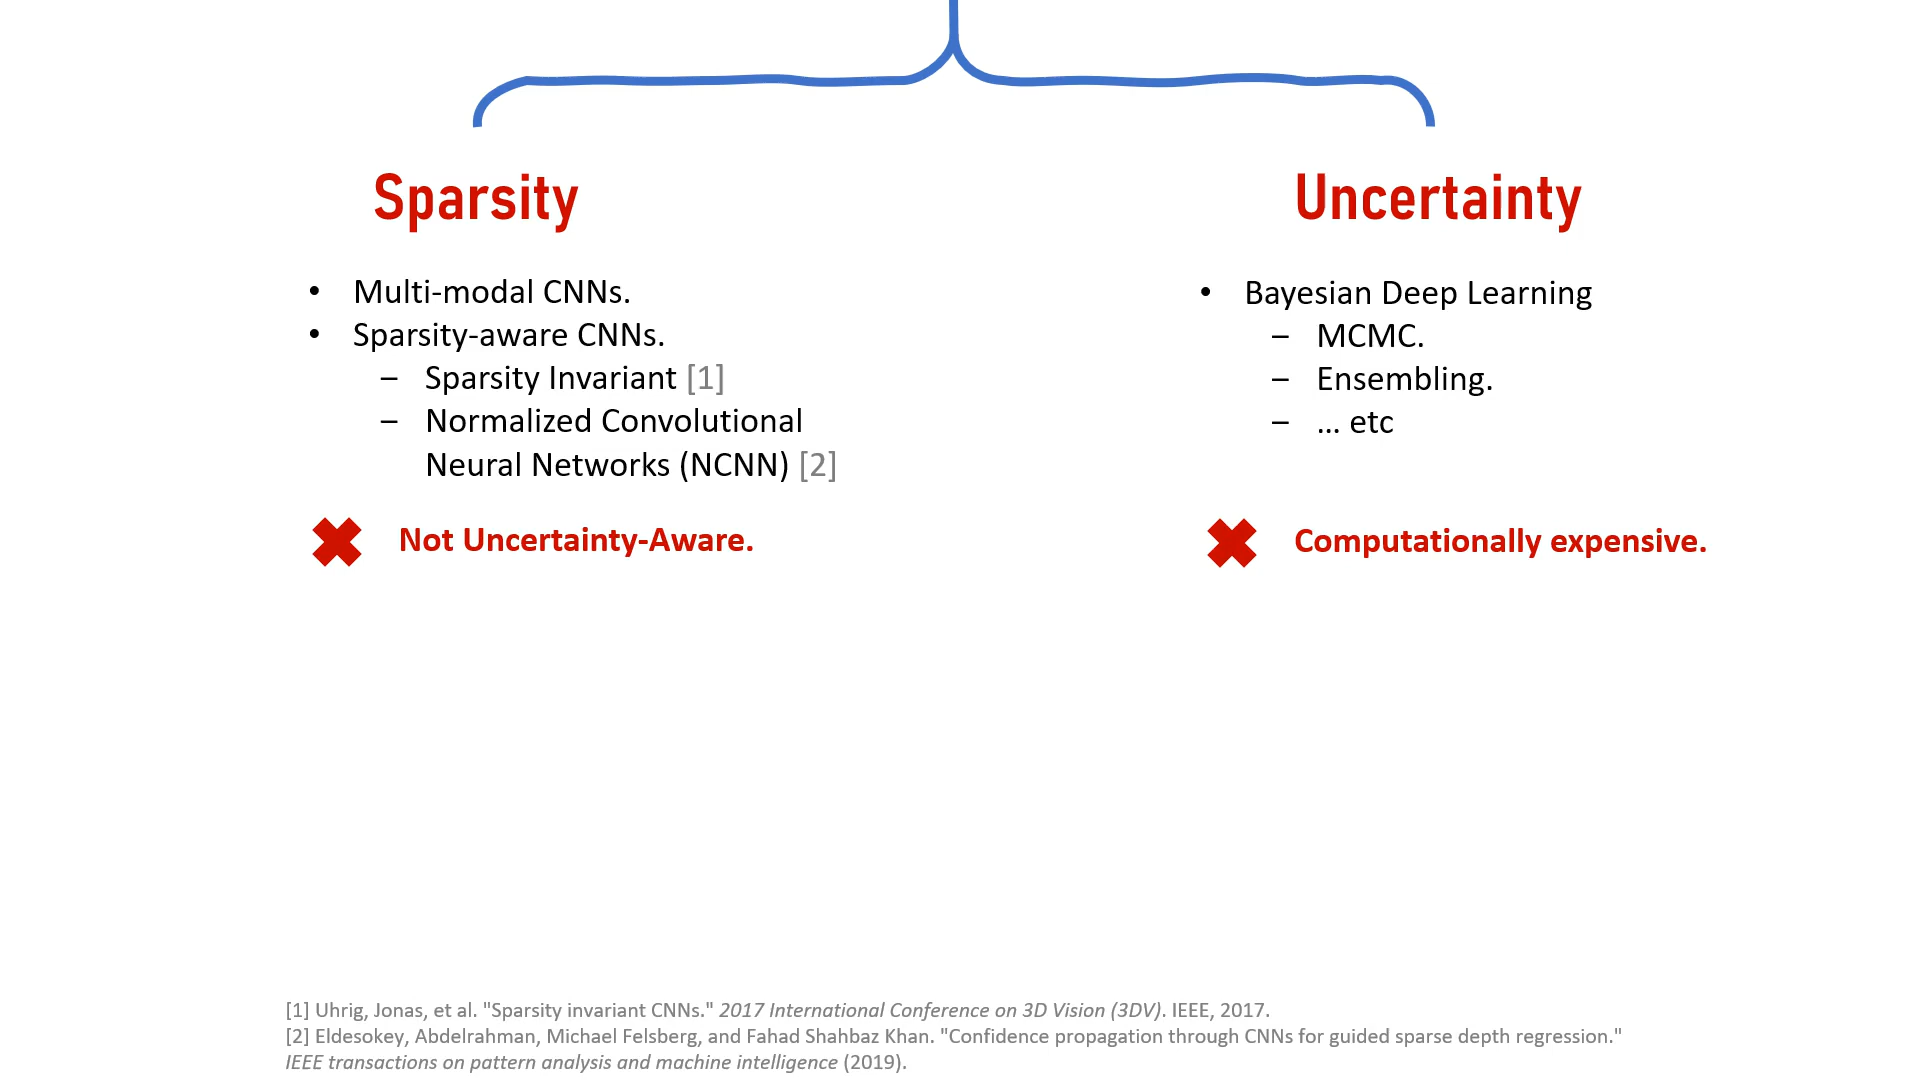 Sparsity
• Multi-modal CNNs.
• Sparsity-aware CNNs.
– Sparsity Invariant [1]
– Normalized Convolutional
Neural Networks (NCNN) [2]
Not Uncertainty-Aware.
Uncertainty
• Bayesian Deep Learning
– MCMC.
– Ensembling.
– ... etc
Computationally expensive.
[1] Uhrig, Jonas, et al. "Sparsity invariant CNNs." 2017 International Conference on 3D Vision (3DV). IEEE, 2017.
[2] Eldesokey, Abdelrahman, Michael Felsberg, and Fahad Shahbaz Khan. "Confidence propagation through CNNs for guided sparse depth regression."
IEEE transactions on pattern analysis and machine intelligence (2019).